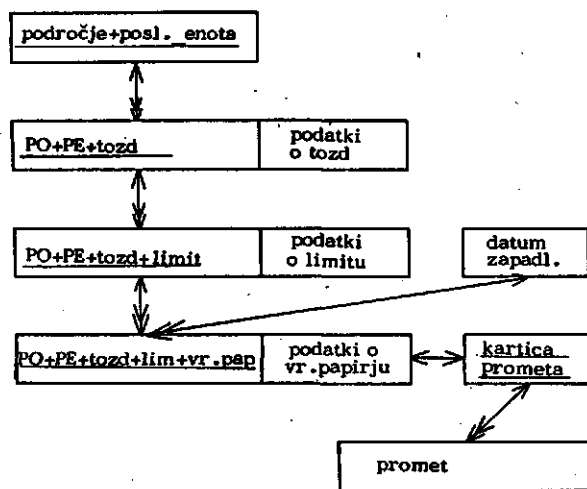 področje+posl._enota
PO+PE+tozd
podatki
o tozd
PO+PE+tozd+limit
podatki
o limitu
datum
zapadl.
PO+PE+tozd+lim+vr.pap
podatki o
vr.papirju
kartica
prometa
promet